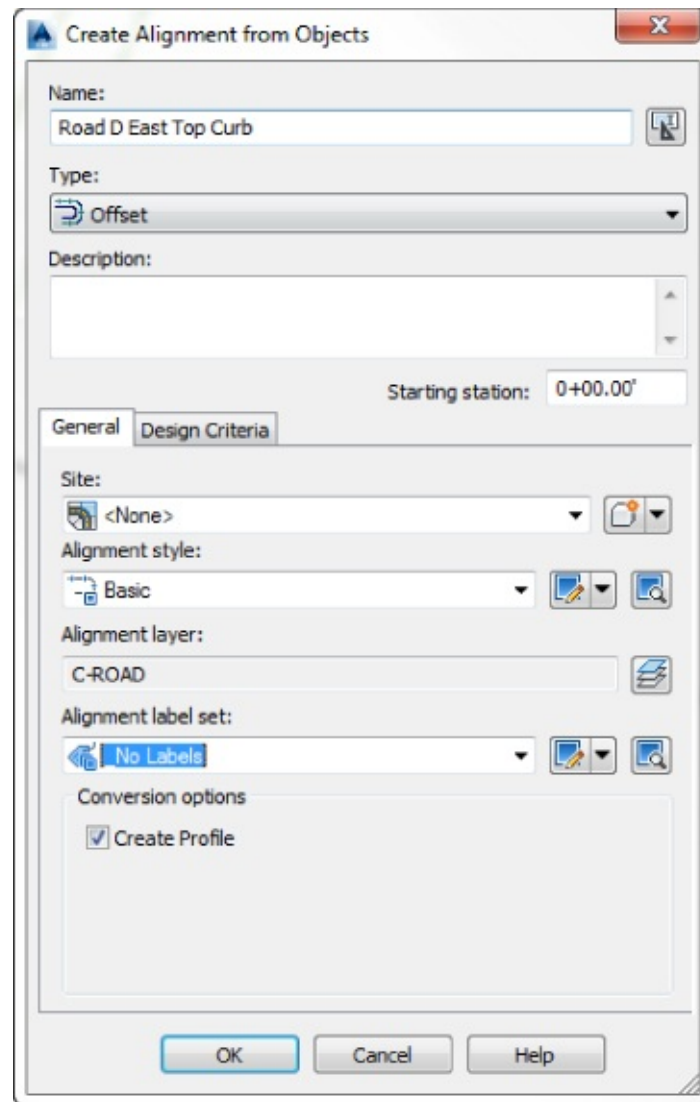 Create Alignment from Objects
Name:
Road D East Top Curb
Type:
Offset
Description:
Starting station: 0+00.00'
General Design Criteria
Site:
<None>
Alignment style:
Basic
Alignment layer:
C-ROAD
Alignment label set:
_No Labels
Conversion options
Create Profile
OK Cancel Help